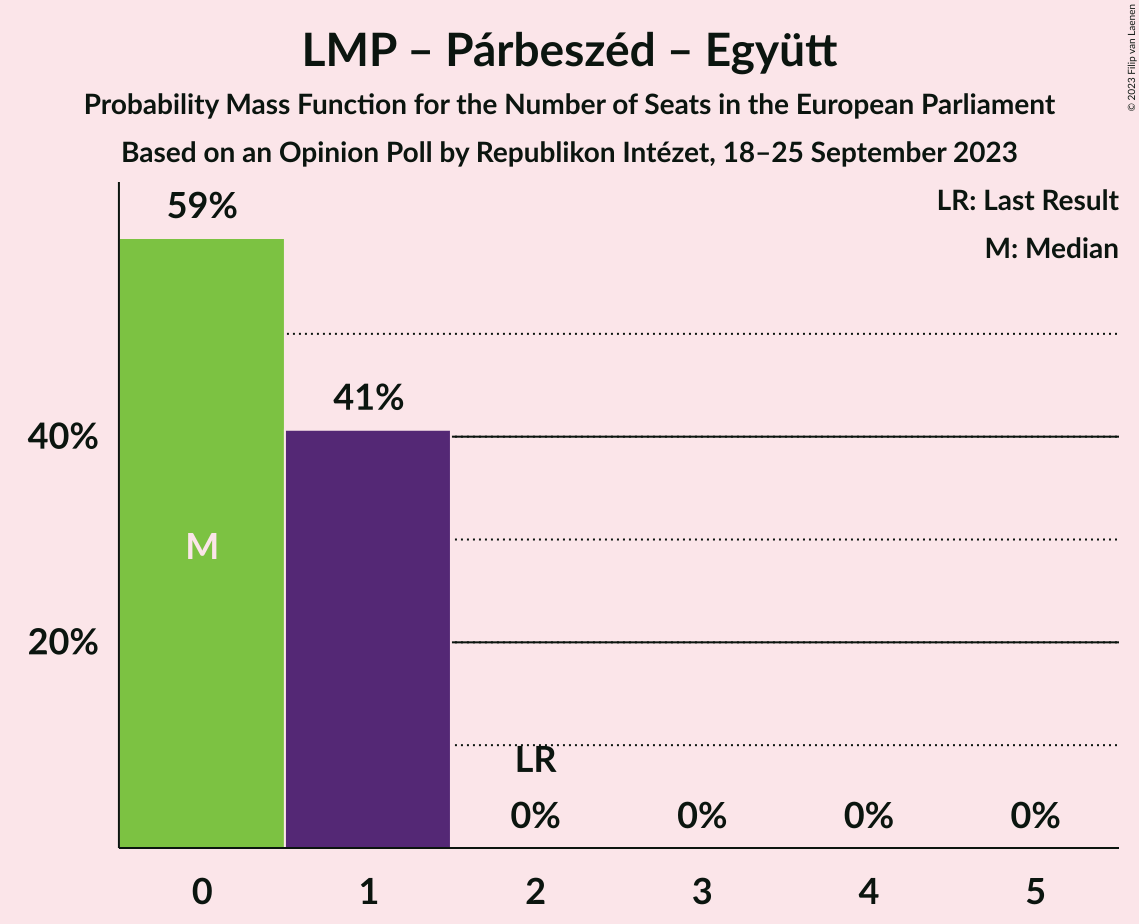 LMP – Párbeszéd – Együtt
Probability Mass Function for the Number of Seats in the European Parliament
Based on an Opinion Poll by Republikon Intézet, 18–25 September 2023
© 2023 Filip van Laenen
LR: Last Result
M: Median
59%
41%
40%
M
20%
LR
0% 0% 0% 0%
0 1 2 3 4 5